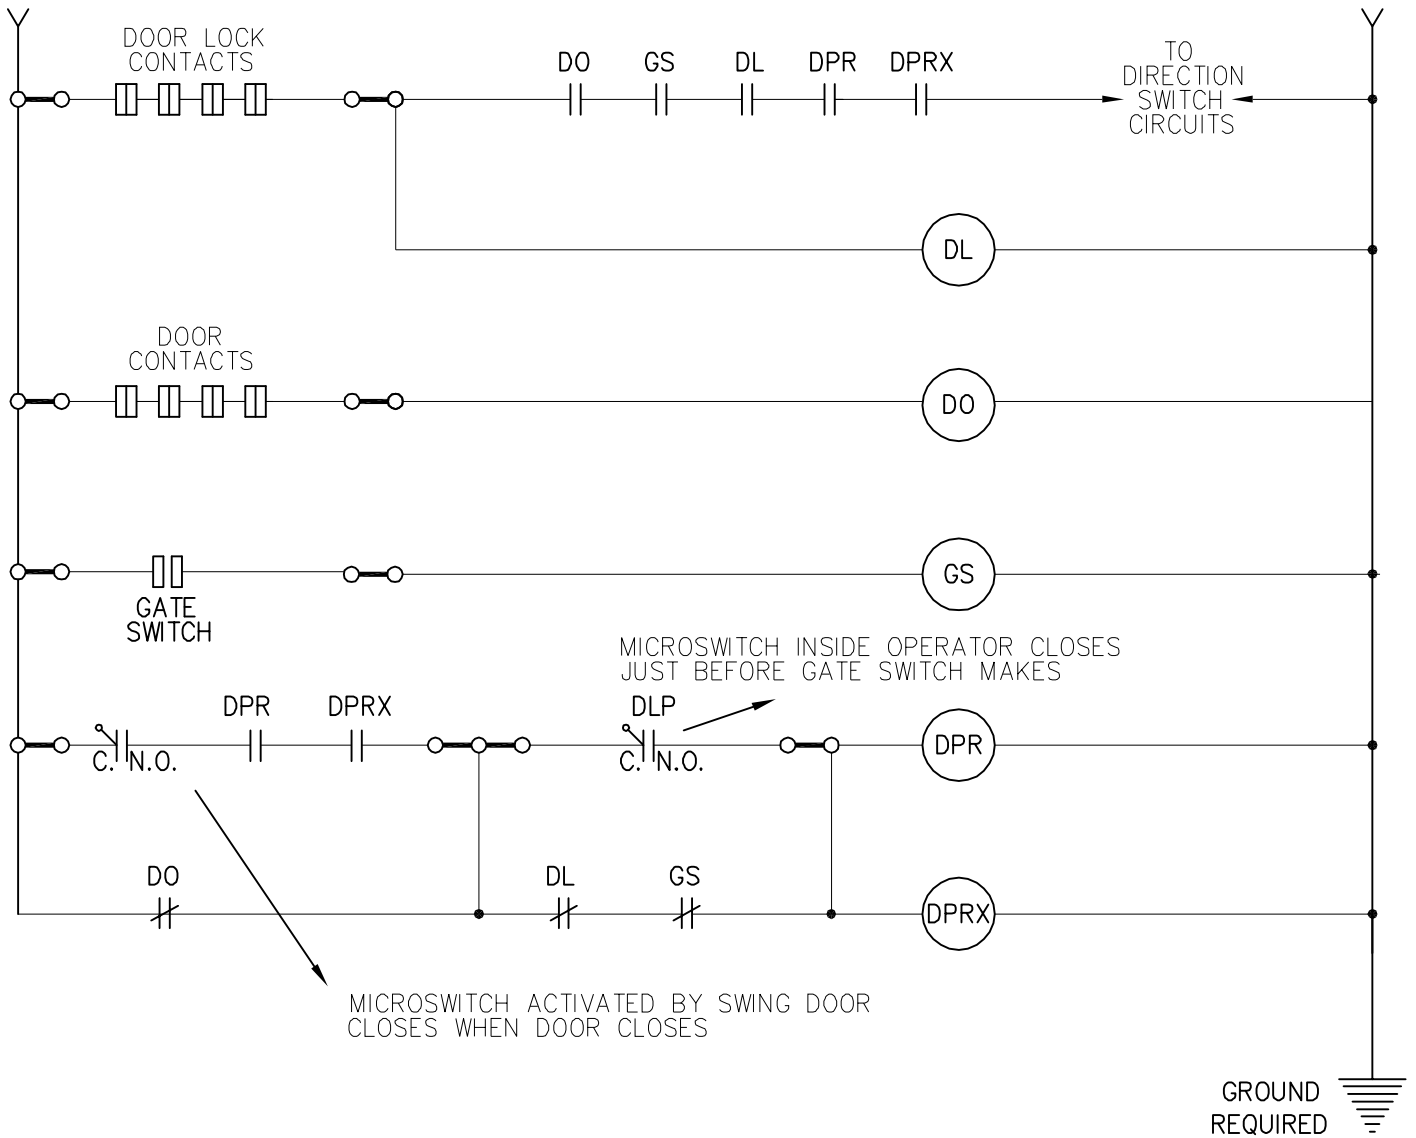 DOOR LOCK
CONTACTS
DO GS DL DPR DPRX
TO
DIRECTION
SWITCH
CIRCUITS
DL
DOOR
CONTACTS
DO
GS
GATE
SWITCH
MICROSWITCH INSIDE OPERATOR CLOSES
JUST BEFORE GATE SWITCH MAKES
DPR DPRX DLP
DPR
C. N.O. C. N.O.
DO DL GS
DPRX
MICROSWITCH ACTIVATED BY SWING DOOR
CLOSES WHEN DOOR CLOSES
GROUND
REQUIRED